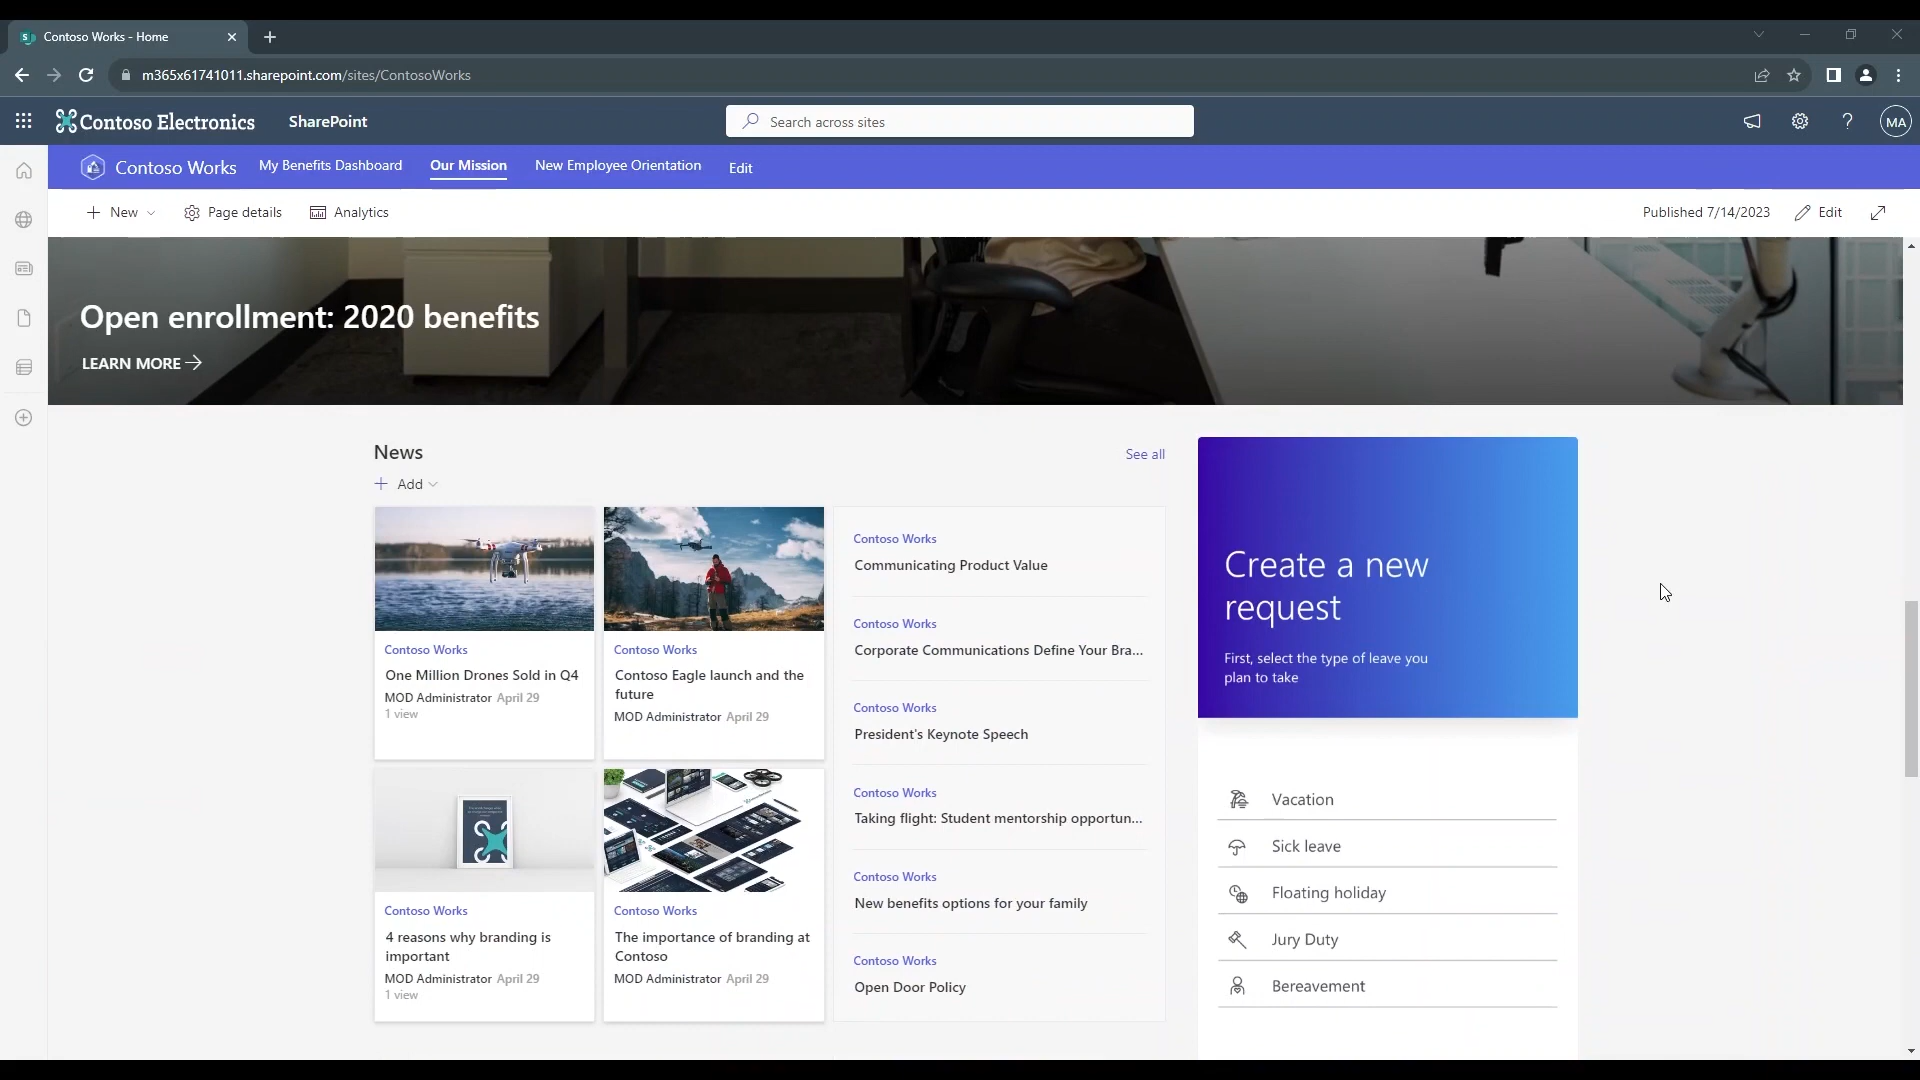 Contoso Works - Home
m365x61741011.sharepoint.com/sites/ContosoWorks
Contoso Electronics
SharePoint
Search across sites
MA
Contoso Works
My Benefits Dashboard
Our Mission
New Employee Orientation
Edit
New
Page details
Analytics
Published 7/14/2023
Edit
Open enrollment: 2020 benefits
LEARN MORE
News
See all
Add
Contoso Works
One Million Drones Sold in Q4
MOD Administrator April 29
1 view
Contoso Works
Contoso Eagle launch and the
future
MOD Administrator April 29
Contoso Works
4 reasons why branding is
important
MOD Administrator April 29
1 view
Contoso Works
The importance of branding at
Contoso
MOD Administrator April 29
Contoso Works
Communicating Product Value
Contoso Works
Corporate Communications Define Your Bra...
Contoso Works
President's Keynote Speech
Contoso Works
Taking flight: Student mentorship opportun...
Contoso Works
New benefits options for your family
Contoso Works
Open Door Policy
Create a new
request
First, select the type of leave you
plan to take
Vacation
Sick leave
Floating holiday
Jury Duty
Bereavement